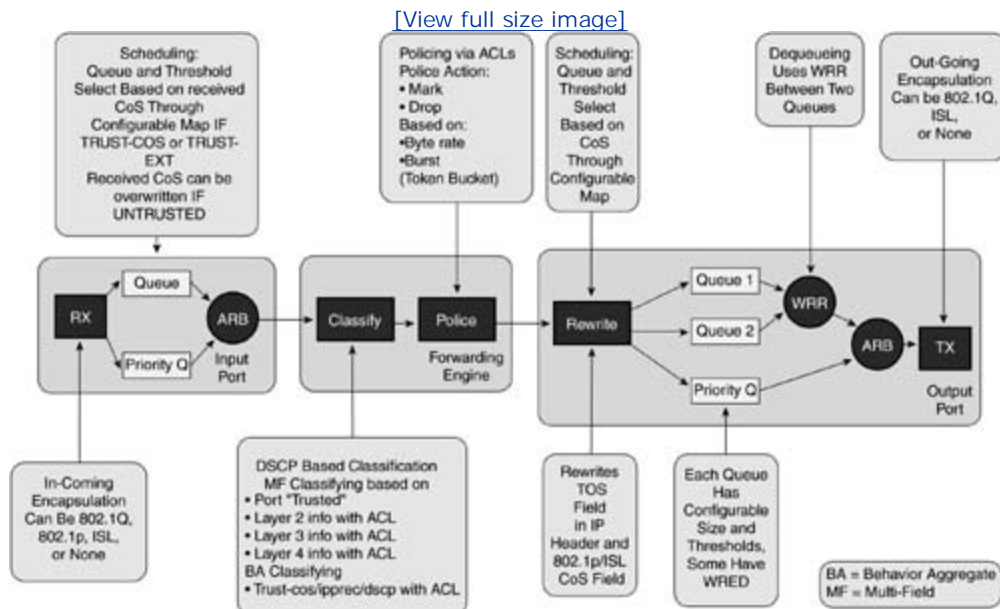 [View full size image]
Scheduling:
Queue and Threshold
Select Based on received
CoS Through
Configurable Map IF
TRUST-COS or TRUST-
EXT
Received CoS can be
overwritten IF
UNTRUSTED
Policing via ACLs
Police Action:
• Mark
• Drop
Based on:
•Byte rate
•Burst
(Token Bucket)
Scheduling:
Queue and
Threshold
Select
Based on
CoS
Through
Configurable
Map
Dequeueing
Uses WRR
Between Two
Queues
Out-Going
Encapsulation
Can be 802.1Q,
ISL,
or None
RX
Queue
Priority Q
ARB
Input
Port
Classify
Police
Forwarding
Engine
Rewrite
Queue 1
Queue 2
Priority Q
WRR
ARB
TX
Output
Port
In-Coming
Encapsulation
Can Be 802.1Q,
802.1p, ISL,
or None
DSCP Based Classification
MF Classifying based on
• Port "Trusted"
• Layer 2 info with ACL
• Layer 3 info with ACL
• Layer 4 info with ACL
BA Classifying
• Trust-cos/ipprec/dscp with ACL
Rewrites
TOS
Field
in IP
Header and
802.1p/ISL
CoS Field
Each Queue
Has
Configurable
Size and
Thresholds,
Some Have
WRED
BA = Behavior Aggregate
MF = Multi-Field